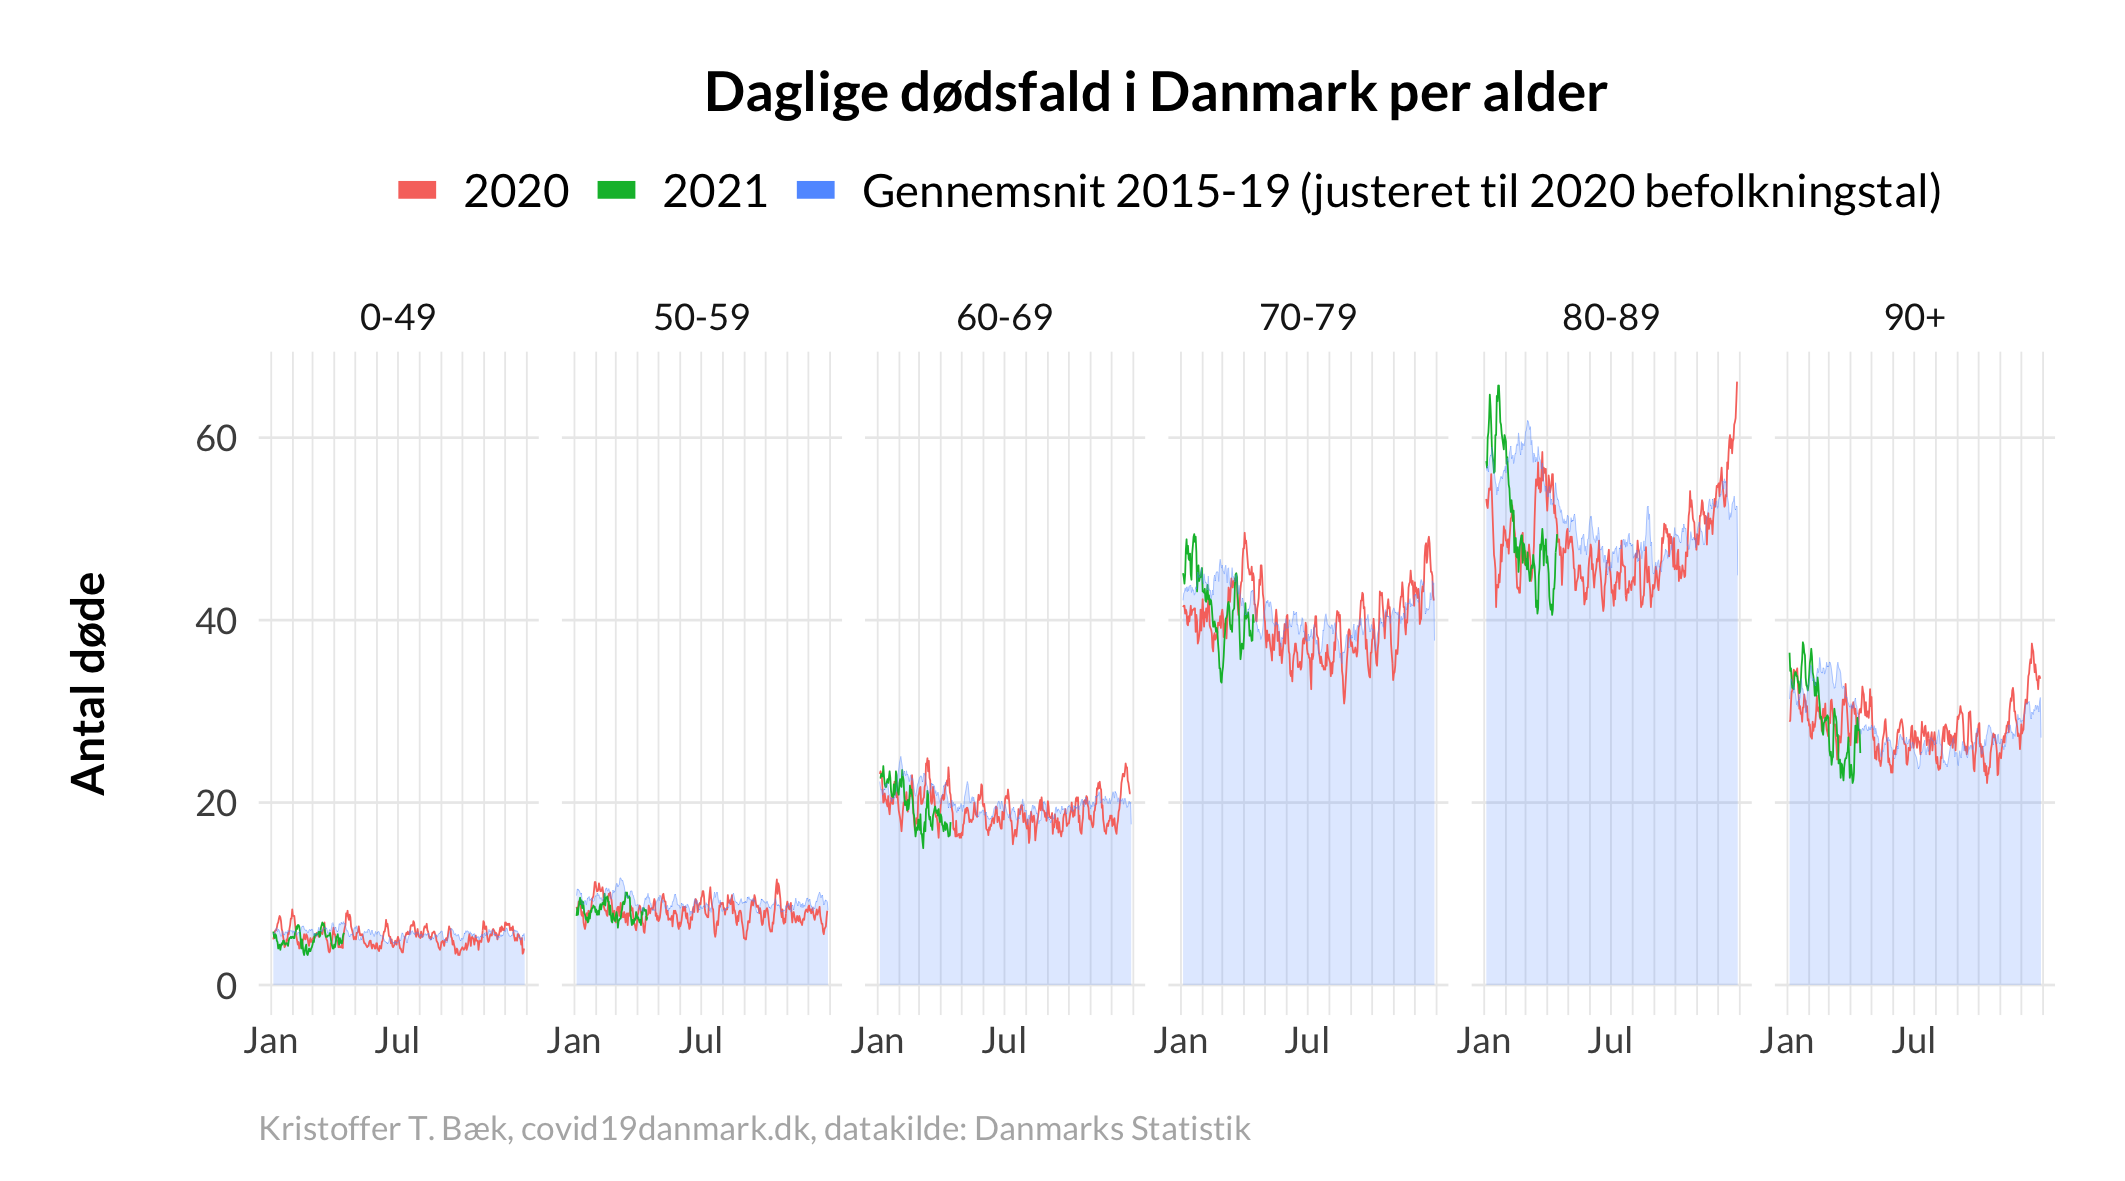 Daglige dødsfald i Danmark per alder
2020 2021 Gennemsnit 2015-19 (justeret til 2020 befolkningstal)
0-49 50-59 60-69 70-79 80-89 90+
Antal døde
60
40
20
0
Jan Jul Jan Jul Jan Jul Jan Jul Jan Jul Jan Jul
Kristoffer T. Bæk, covid19danmark.dk, datakilde: Danmarks Statistik